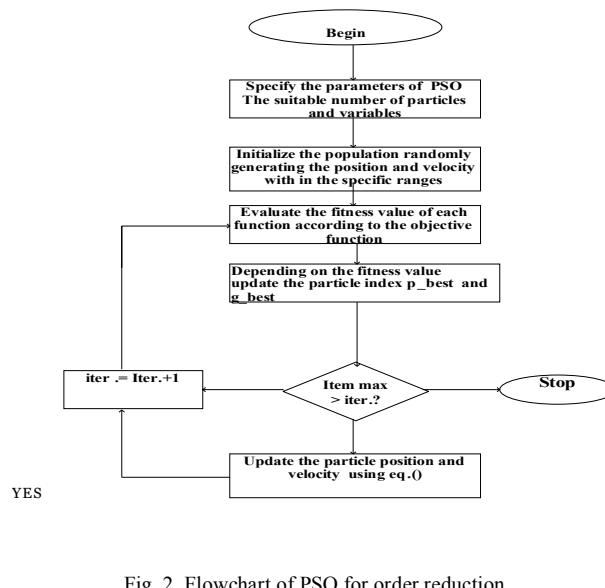 Begin
Specify the parameters of PSO
The suitable number of particles
and variables
Initialize the population randomly
generating the position and velocity
with in the specific ranges
Evaluate the fitness value of each
function according to the objective
function
Depending on the fitness value
update the particle index p_best and
g_best
iter .= Iter.+1
Item max
> iter.?
Stop
Update the particle position and
velocity using eq.()
YES
Fig. 2. Flowchart of PSO for order reduction